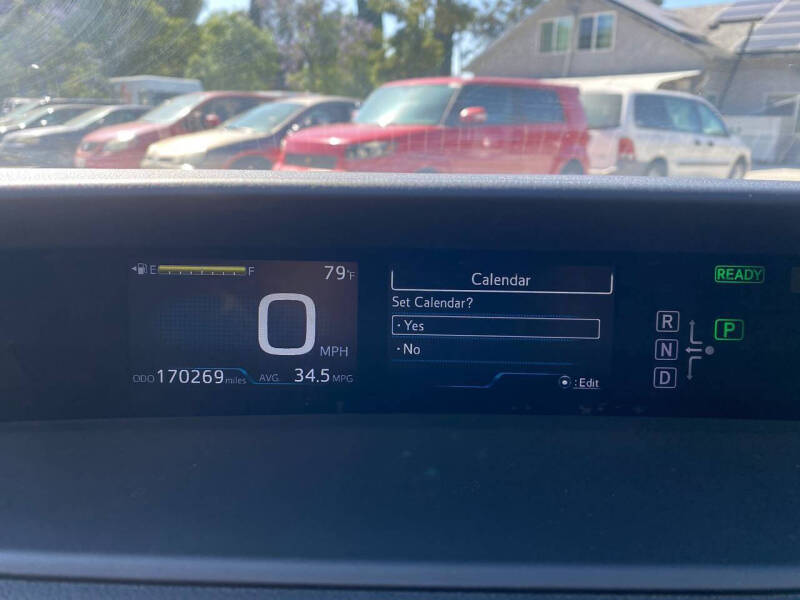 E F 79°F
0 MPH
ODO 170269 miles AVG. 34.5 MPG
Calendar
Set Calendar?
· Yes
· No
: Edit
READY
R
N
D
P